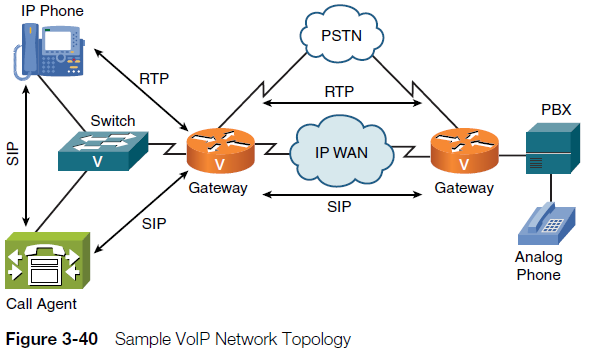 IP Phone
PSTN
RTP
RTP
PBX
Switch
SIP
V
V
IP WAN
V
Gateway
Gateway
SIP
SIP
Analog
Phone
Call Agent
Figure 3-40 Sample VoIP Network Topology